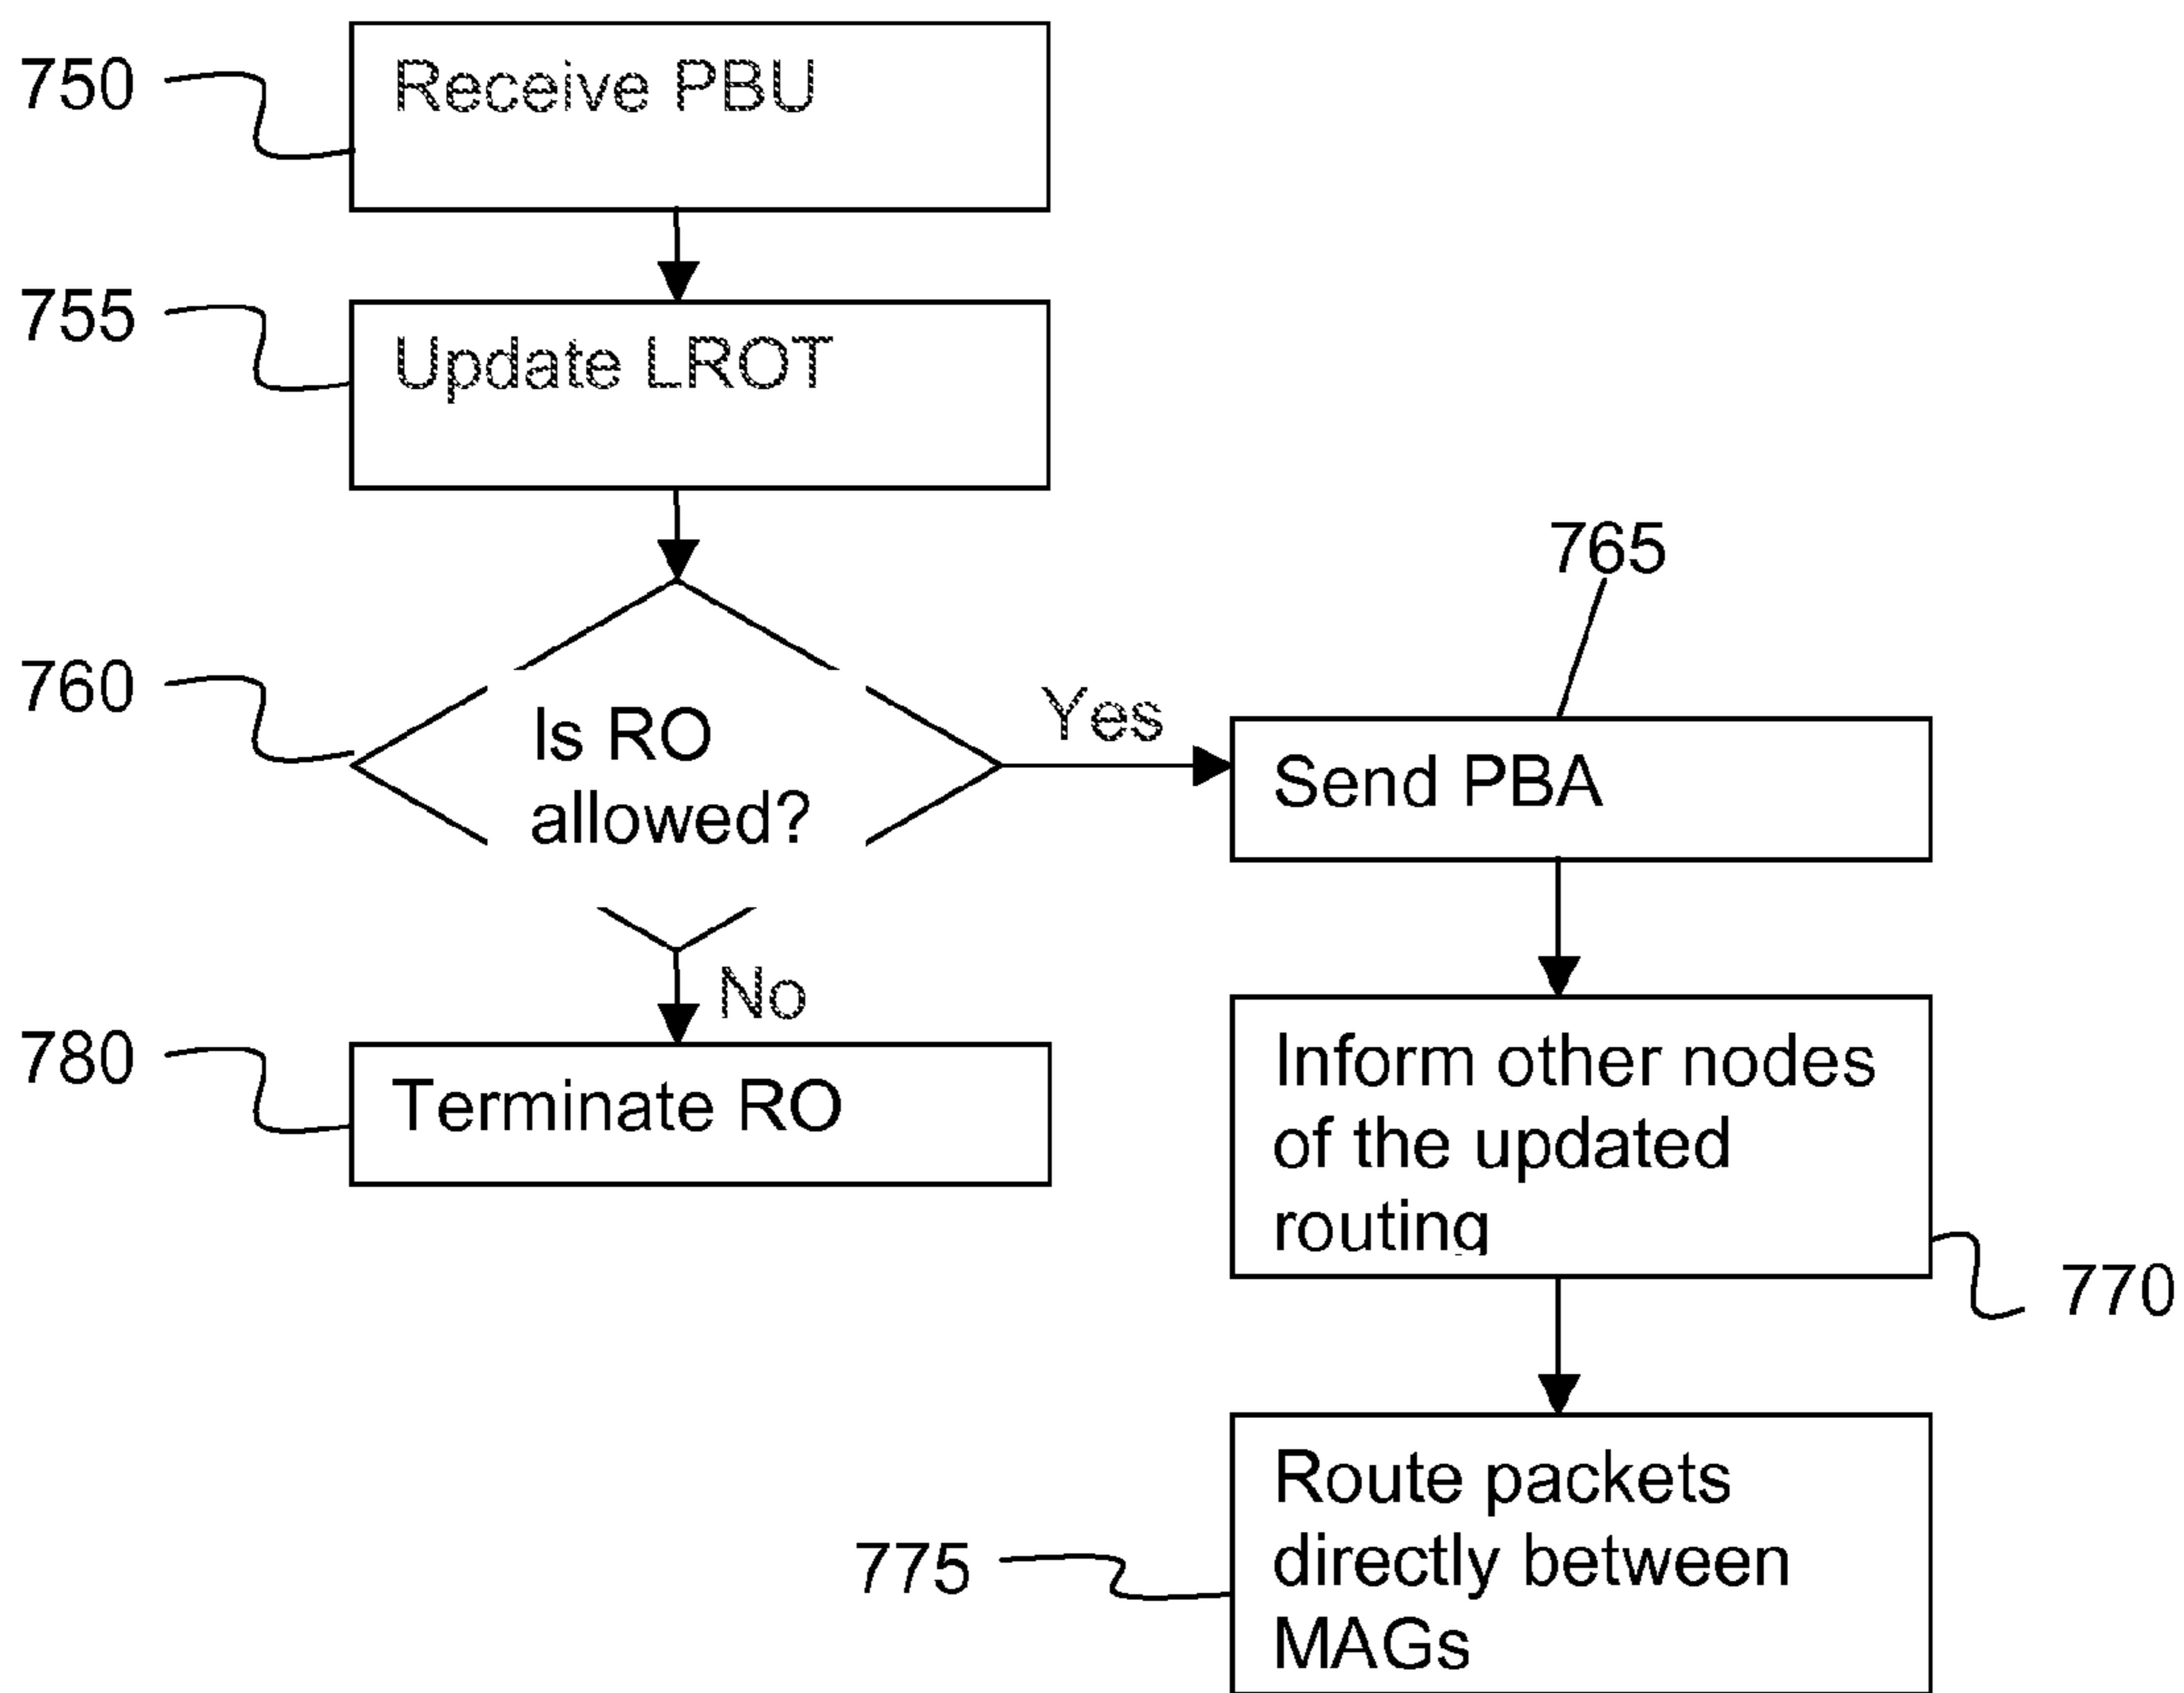 750
Receive PBU
755
Update LROT
765
760
Is RO
allowed?
Yes
Send PBA
No
780
Terminate RO
Inform other nodes
of the updated
routing
770
Route packets
directly between
MAGs
775